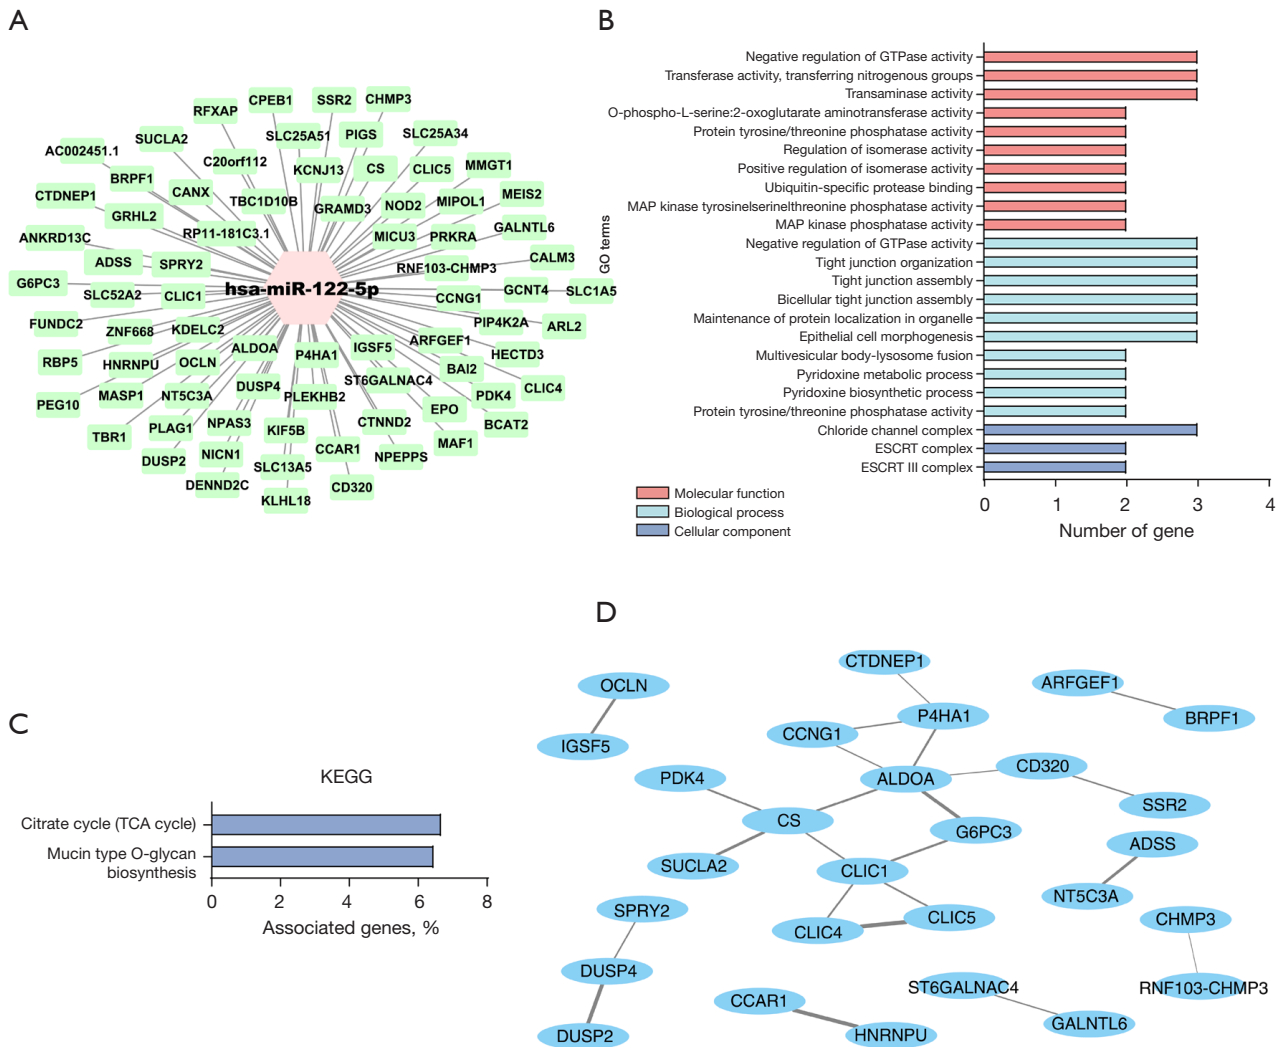 A
CPEB1
SSR2
CHMP3
RFXAP
SLC25A51
PIGS
SLC25A34
SUCLA2
AC002451.1
C20orf112
KCNJ13
CS
CLIC5
MMGT1
BRPF1
CTDNEP1
CANX
TBC1D10B
GRAMD3
NOD2
MIPOL1
MEIS2
GRHL2
RP11-181C3.1
MICU3
PRKRA
GALNTL6
ANKRD13C
ADSS
SPRY2
RNF103-CHMP3
CALM3
G6PC3
SLC52A2
CLIC1
hsa-miR-122-5p
CCNG1
GCNT4
SLC1A5
FUNDC2
ZNF668
KDELC2
PIP4K2A
ARL2
RBP5
HNRNPU
OCLN
ALDOA
P4HA1
IGSF5
ARFGEF1
HECTD3
BAI2
PEG10
MASP1
NT5C3A
DUSP4
PLEKHB2
ST6GALNAC4
PDK4
CLIC4
TBR1
PLAG1
NPAS3
KIF5B
CTNND2
EPO
BCAT2
DUSP2
NICN1
SLC13A5
CCAR1
NPEPPS
MAF1
DENND2C
KLHL18
CD320
B
GO terms
Negative regulation of GTPase activity
Transferase activity, transferring nitrogenous groups
Transaminase activity
O-phospho-L-serine:2-oxoglutarate aminotransferase activity
Protein tyrosine/threonine phosphatase activity
Regulation of isomerase activity
Positive regulation of isomerase activity
Ubiquitin-specific protease binding
MAP kinase tyrosinelserinelthreonine phosphatase activity
MAP kinase phosphatase activity
Negative regulation of GTPase activity
Tight junction organization
Tight junction assembly
Bicellular tight junction assembly
Maintenance of protein localization in organelle
Epithelial cell morphogenesis
Multivesicular body-lysosome fusion
Pyridoxine metabolic process
Pyridoxine biosynthetic process
Protein tyrosine/threonine phosphatase activity
Chloride channel complex
ESCRT complex
ESCRT III complex
0 1 2 3 4
Number of gene
Molecular function
Biological process
Cellular component
C
KEGG
Citrate cycle (TCA cycle)
Mucin type O-glycan
biosynthesis
0 2 4 6 8
Associated genes, %
D
CTDNEP1
OCLN
ARFGEF1
P4HA1
BRPF1
CCNG1
IGSF5
PDK4
ALDOA
CD320
SSR2
CS
G6PC3
ADSS
SUCLA2
CLIC1
NT5C3A
SPRY2
CLIC5
CHMP3
CLIC4
DUSP4
ST6GALNAC4
RNF103-CHMP3
CCAR1
GALNTL6
DUSP2
HNRNPU